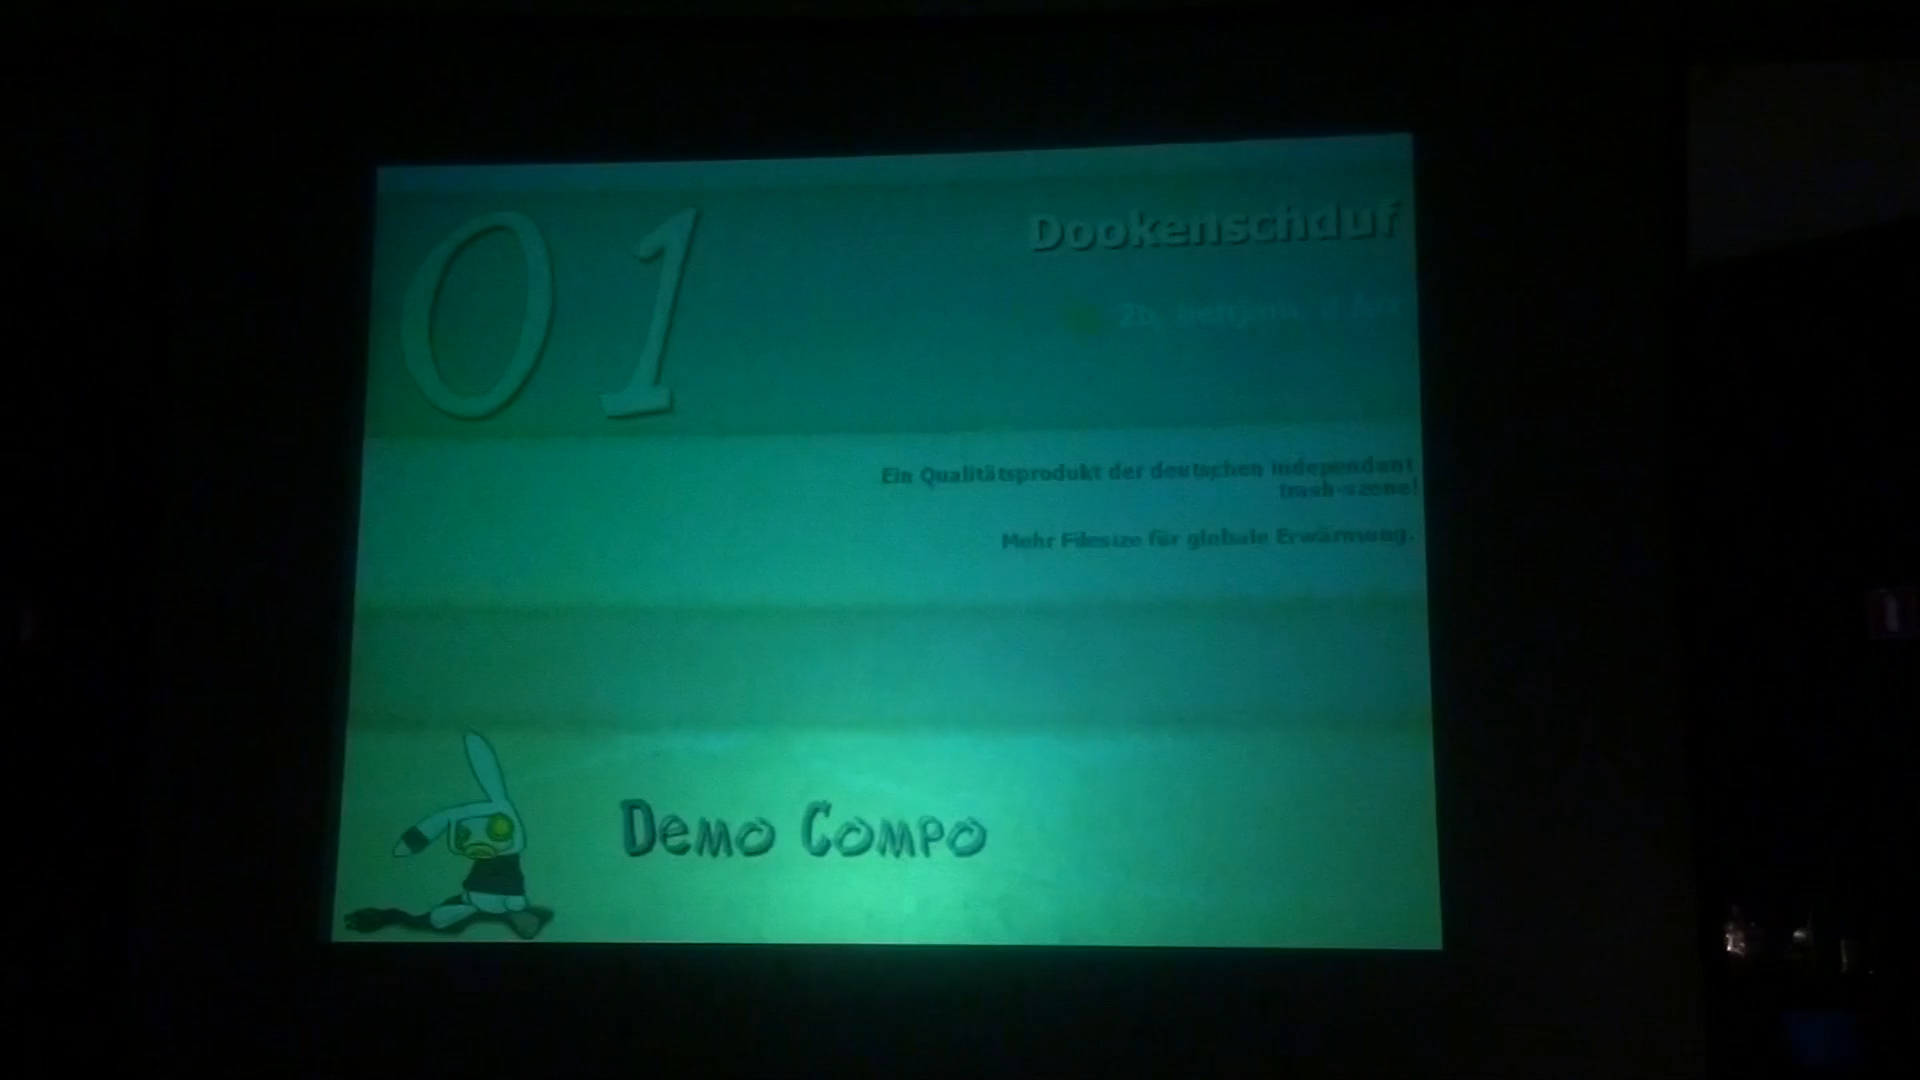 01
Dookenschduf
Ein Qualitätsprodukt der deutschen independant
trash-szene!
Mehr Filesize für globale Erwärmung.
Demo Compo